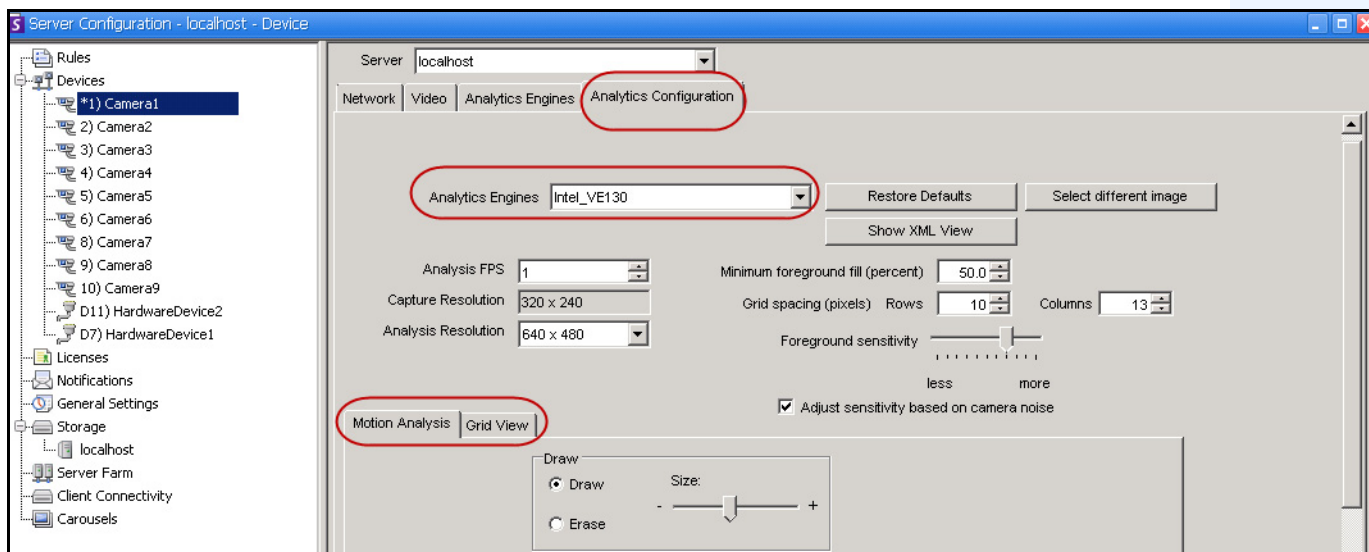 Server Configuration - localhost - Device
Rules
Devices
*1) Camera1
2) Camera2
3) Camera3
4) Camera4
5) Camera5
6) Camera6
8) Camera7
9) Camera8
10) Camera9
D11) HardwareDevice2
D7) HardwareDevice1
Licenses
Notifications
General Settings
Storage
localhost
Server Farm
Client Connectivity
Carousels
Server localhost
Network Video Analytics Engines Analytics Configuration
Analytics Engines Intel_VE130 Restore Defaults Select different image
Show XML View
Analysis FPS 1 Minimum foreground fill (percent) 50.0
Capture Resolution 320 x 240 Grid spacing (pixels) Rows 10 Columns 13
Analysis Resolution 640 x 480 Foreground sensitivity
less more
Adjust sensitivity based on camera noise
Motion Analysis Grid View
Draw
Draw Size:
- +
Erase